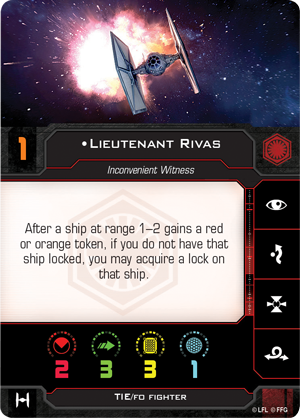 1
•Lieutenant Rivas
Inconvenient Witness
After a ship at range 1–2 gains a red
or orange token, if you do not have that
ship locked, you may acquire a lock on
that ship.
2 3 3 1
TIE/fo Fighter
© LFL © FFG